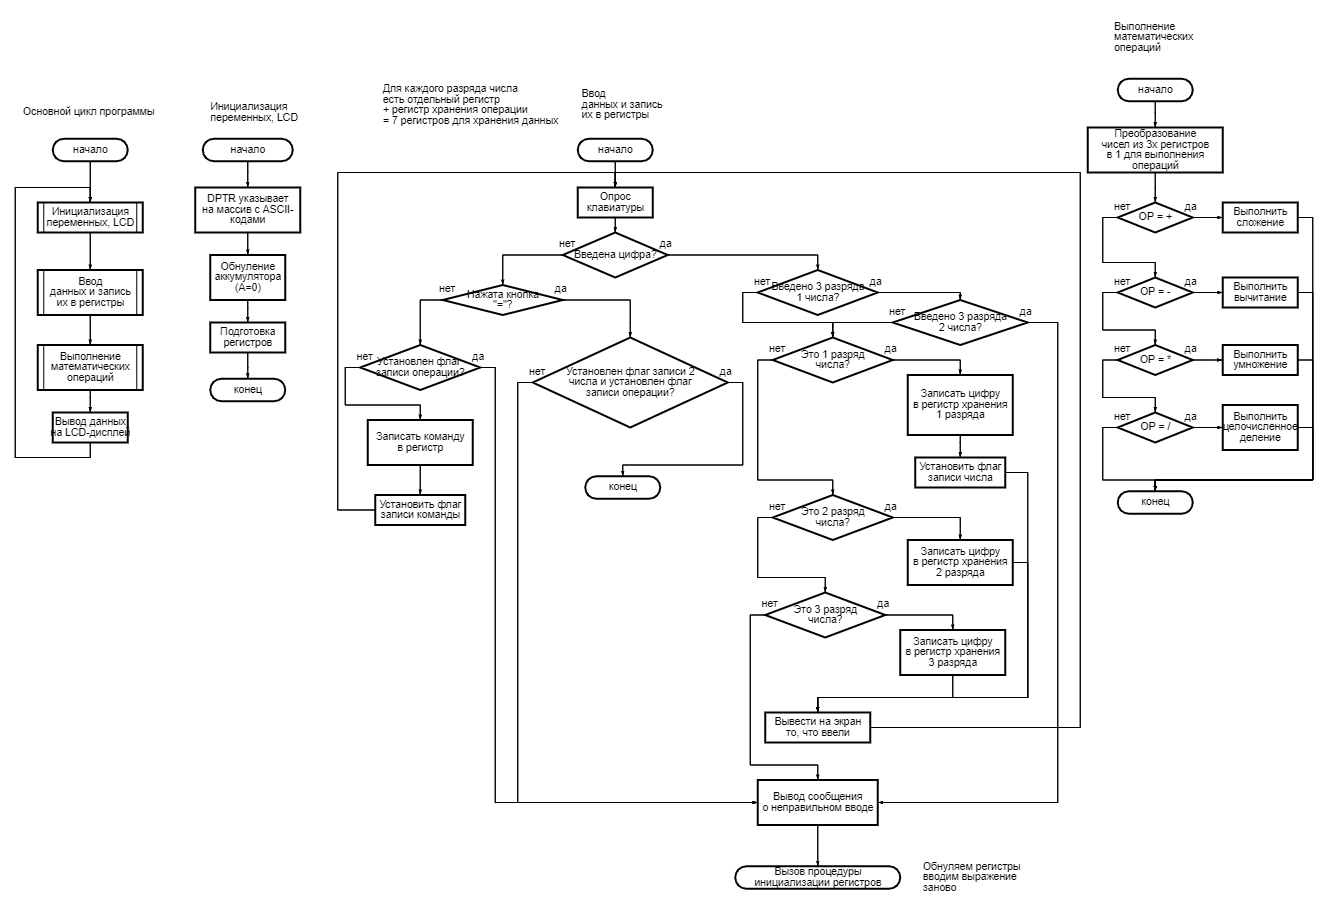 Основной цикл программы
начало
Инициализация
переменных, LCD
Ввод
данных и запись
их в регистры
Выполнение
математических
операций
Вывод данных
на LCD-дисплей
Инициализация
переменных, LCD
начало
DPTR указывает
на массив с ASCII-
кодами
Обнуление
аккумулятора
(A=0)
Подготовка
регистров
конец
Для каждого разряда числа
есть отдельный регистр
+ регистр хранения операции
= 7 регистров для хранения данных
Ввод
данных и запись
их в регистры
начало
Опрос
клавиатуры
нет
да
Введена цифра?
нет
да
Нажата кнопка
"="?
нет
да
Установлен флаг
записи операции?
Записать команду
в регистр
Установить флаг
записи команды
нет
да
Установлен флаг записи 2
числа и установлен флаг
записи операции?
конец
нет
да
Введено 3 разряда
1 числа?
нет
да
Введено 3 разряда
2 числа?
нет
да
Это 1 разряд
числа?
Записать цифру
в регистр хранения
1 разряда
Установить флаг
записи числа
нет
да
Это 2 разряд
числа?
Записать цифру
в регистр хранения
2 разряда
нет
да
Это 3 разряд
числа?
Записать цифру
в регистр хранения
3 разряда
Вывести на экран
то, что ввели
Вывод сообщения
о неправильном вводе
Вызов процедуры
инициализации регистров
Обнуляем регистры
вводим выражение
заново
Выполнение
математических
операций
начало
Преобразование
чисел из 3х регистров
в 1 для выполнения
операций
нет
да
OP = +
Выполнить
сложение
нет
да
OP = -
Выполнить
вычитание
нет
да
OP = *
Выполнить
умножение
нет
да
OP = /
Выполнить
целочисленное
деление
конец